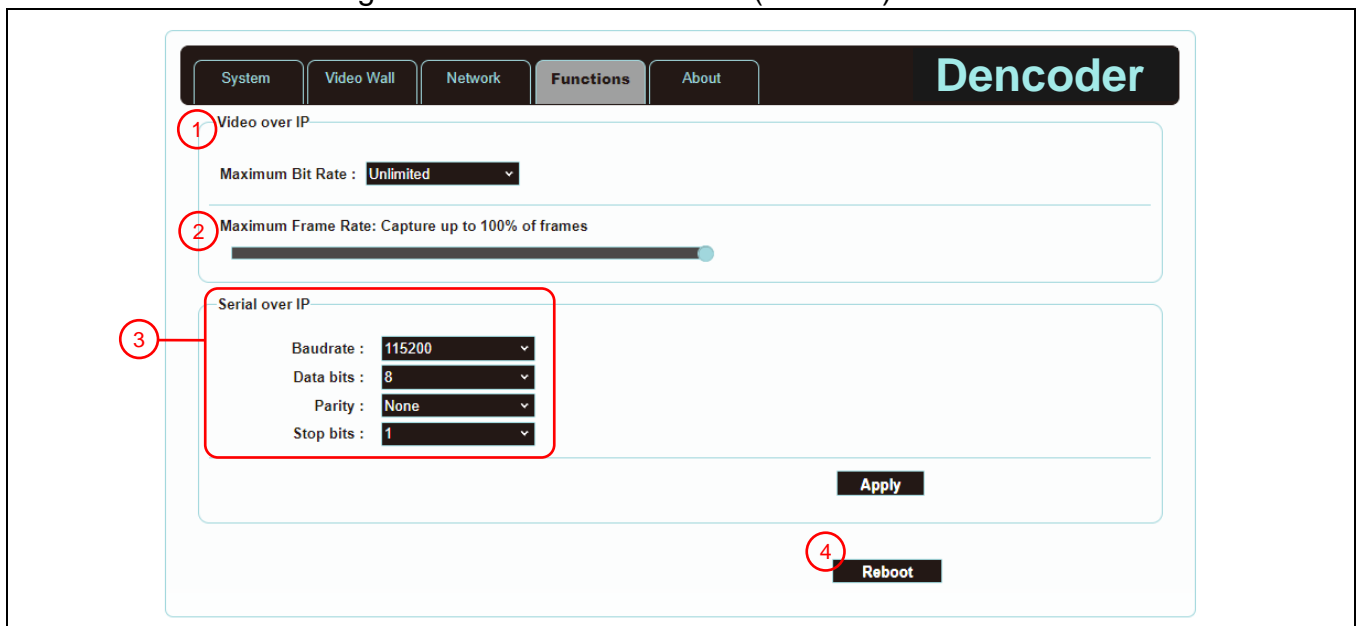 System Video Wall Network Functions About Dencoder
1 Video over IP
Maximum Bit Rate : Unlimited
2 Maximum Frame Rate: Capture up to 100% of frames
Serial over IP
3
Baudrate : 115200
Data bits : 8
Parity : None
Stop bits : 1
Apply
4
Reboot